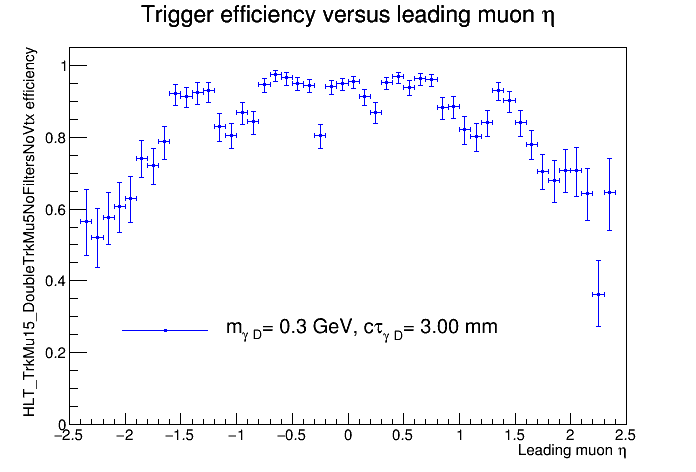 Trigger efficiency versus leading muon η
HLT_TrkMu15_DoubleTrkMu5NoFiltersNoVtx efficiency
1
0.8
0.6
0.4
0.2
0
m_γ D= 0.3 GeV, cτ_γ D= 3.00 mm
−2.5 −2 −1.5 −1 −0.5 0 0.5 1 1.5 2 2.5
Leading muon η